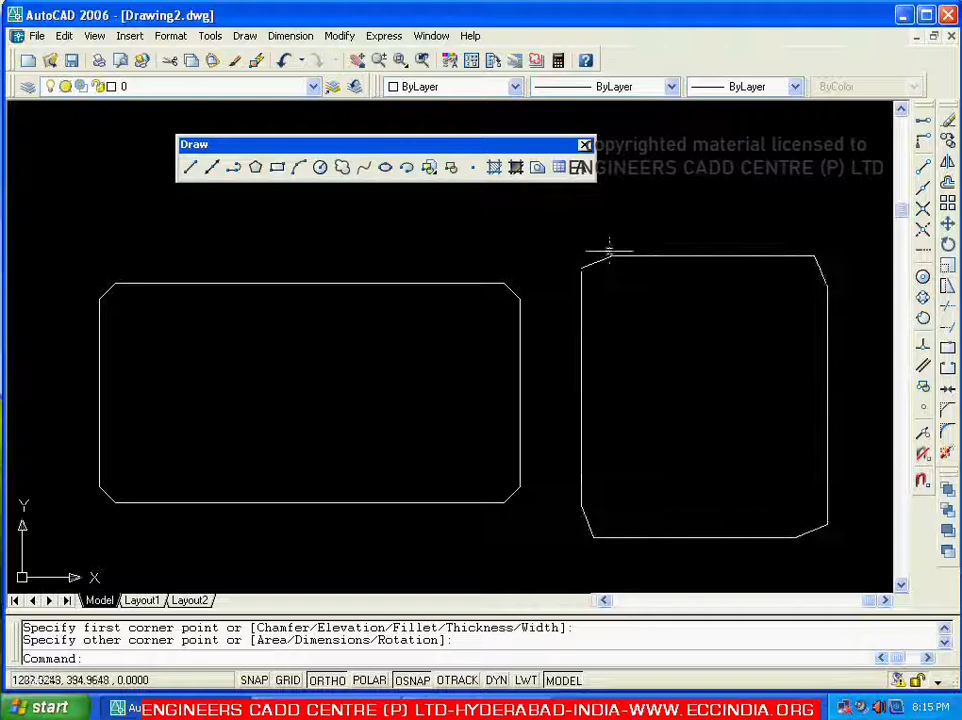 AutoCAD 2006 - [Drawing2.dwg]
File Edit View Insert Format Tools Draw Dimension Modify Express Window Help
0 ByLayer ByLayer ByLayer ByColor
Draw
opyrighted material licensed to
ENGINEERS CADD CENTRE (P) LTD
Y
X
Model Layout1 Layout2
Specify first corner point or [Chamfer/Elevation/Fillet/Thickness/Width]:
Specify other corner point or [Area/Dimensions/Rotation]:
Command:
394.9648, 0.0000 SNAP GRID ORTHO POLAR OSNAP OTRACK DYN LWT MODEL
start Au ENGINEERS CADD CENTRE (P) LTD-HYDERABAD-INDIA-WWW.ECCINDIA.ORG 8:15 PM